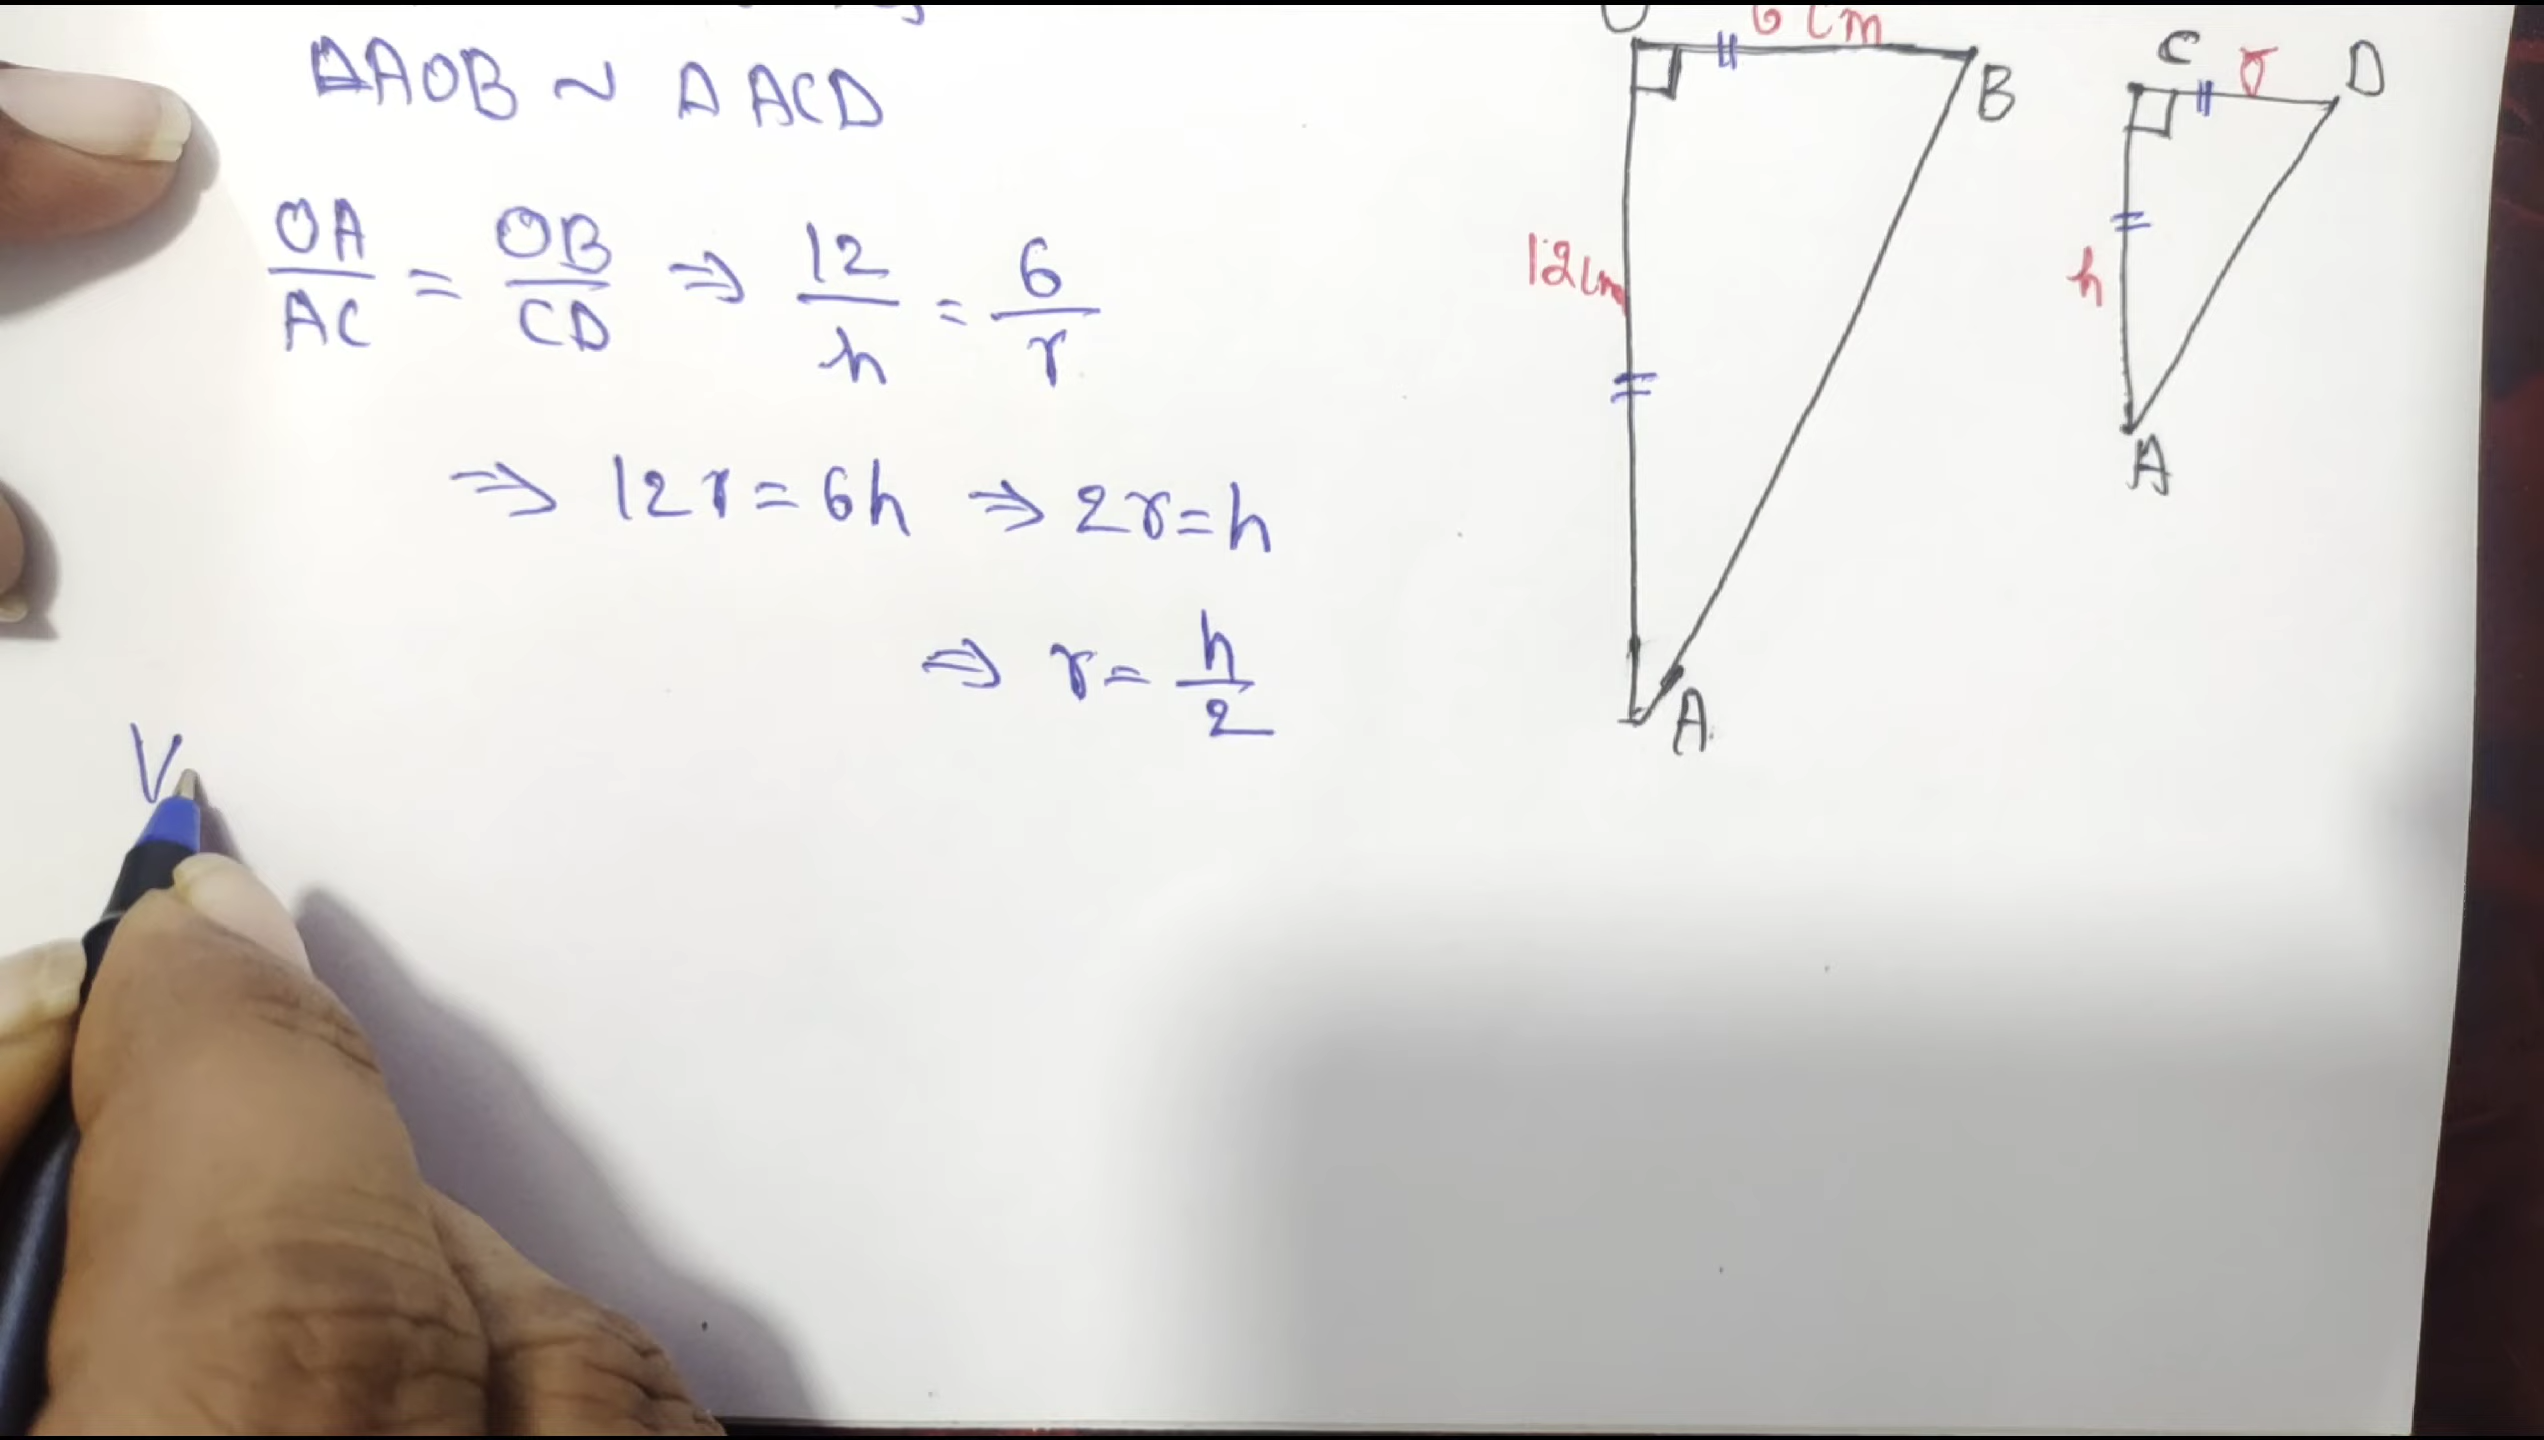 ΔAOB ~ ΔACD
OA/AC = OB/CD ⇒ 12/h = 6/r
⇒ 12r = 6h ⇒ 2r = h
⇒ r = h/2
V
6 cm
B
12cm
A
C r D
h
A